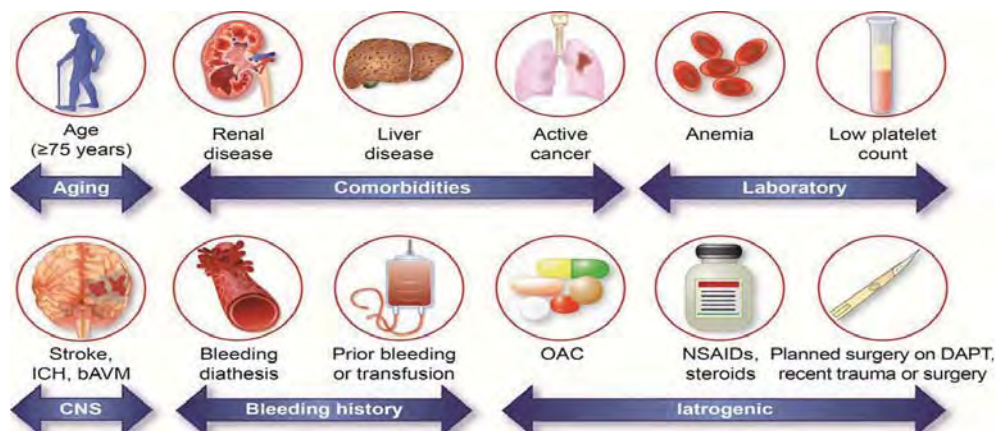 Age
(≥75 years)
Renal
disease
Liver
disease
Active
cancer
Anemia
Low platelet
count
Aging
Comorbidities
Laboratory
Stroke,
ICH, bAVM
Bleeding
diathesis
Prior bleeding
or transfusion
OAC
NSAIDs,
steroids
Planned surgery on DAPT,
recent trauma or surgery
CNS
Bleeding history
Iatrogenic